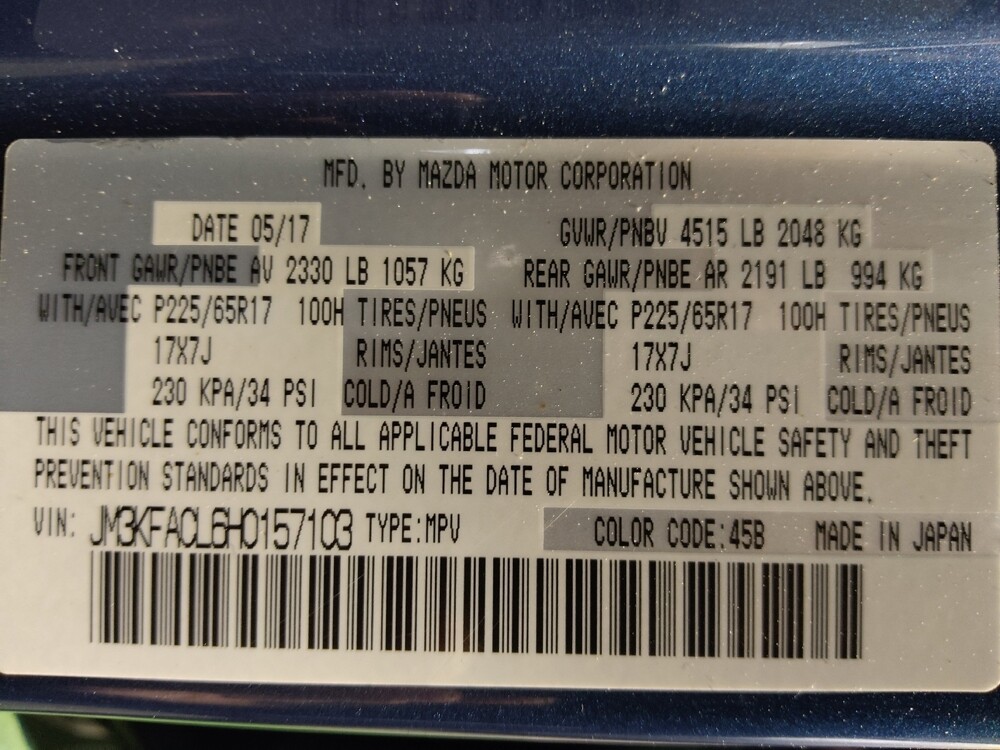 MFD. BY MAZDA MOTOR CORPORATION
DATE 05/17 GVWR/PNBV 4515 LB 2048 KG
FRONT GAWR/PNBE AV 2330 LB 1057 KG REAR GAWR/PNBE AR 2191 LB 994 KG
WITH/AVEC P225/65R17 100H TIRES/PNEUS WITH/AVEC P225/65R17 100H TIRES/PNEUS
17X7J RIMS/JANTES 17X7J RIMS/JANTES
230 KPA/34 PSI COLD/A FROID 230 KPA/34 PSI COLD/A FROID
THIS VEHICLE CONFORMS TO ALL APPLICABLE FEDERAL MOTOR VEHICLE SAFETY AND THEFT
PREVENTION STANDARDS IN EFFECT ON THE DATE OF MANUFACTURE SHOWN ABOVE.
VIN: JM3KFACL6H0157103 TYPE:MPV COLOR CODE:45B MADE IN JAPAN